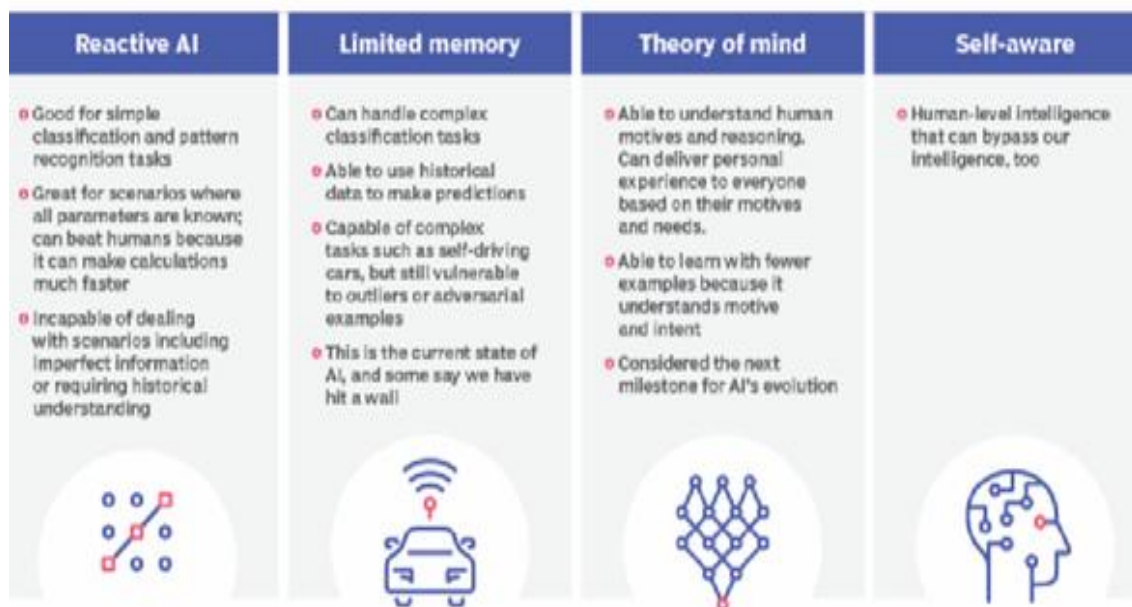 Reactive AI
Good for simple
classification and pattern
recognition tasks
Great for scenarios where
all parameters are known;
can beat humans because
it can make calculations
much faster
Incapable of dealing
with scenarios including
imperfect information
or requiring historical
understanding
Limited memory
Can handle complex
classification tasks
Able to use historical
data to make predictions
Capable of complex
tasks such as self-driving
cars, but still vulnerable
to outliers or adversarial
examples
This is the current state of
AI, and some say we have
hit a wall
Theory of mind
Able to understand human
motives and reasoning.
Can deliver personal
experience to everyone
based on their motives
and needs.
Able to learn with fewer
examples because it
understands motive
and intent
Considered the next
milestone for AI's evolution
Self-aware
Human-level intelligence
that can bypass our
intelligence, too